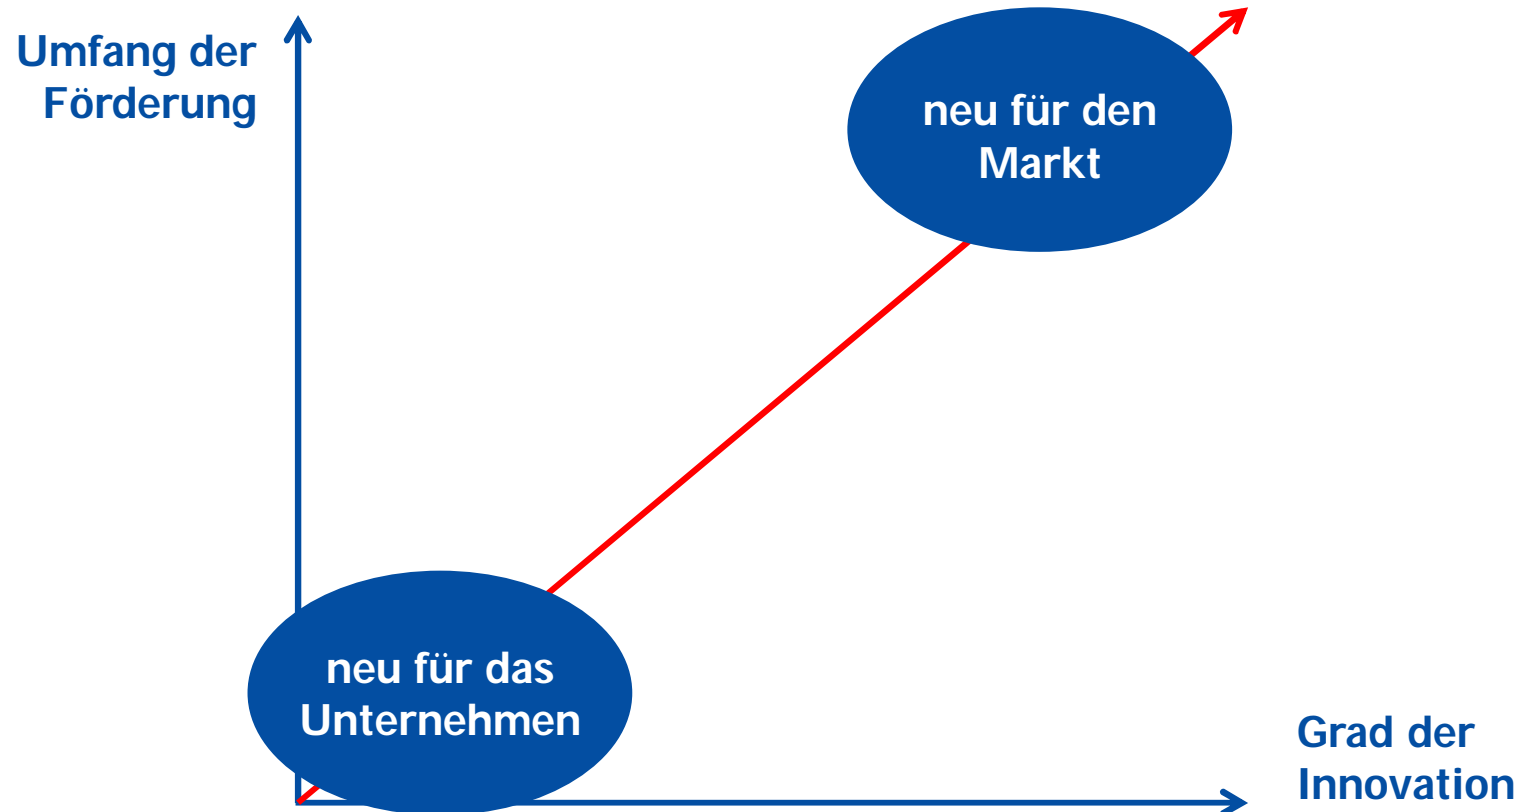 Umfang der
Förderung
neu für den
Markt
neu für das
Unternehmen
Grad der
Innovation